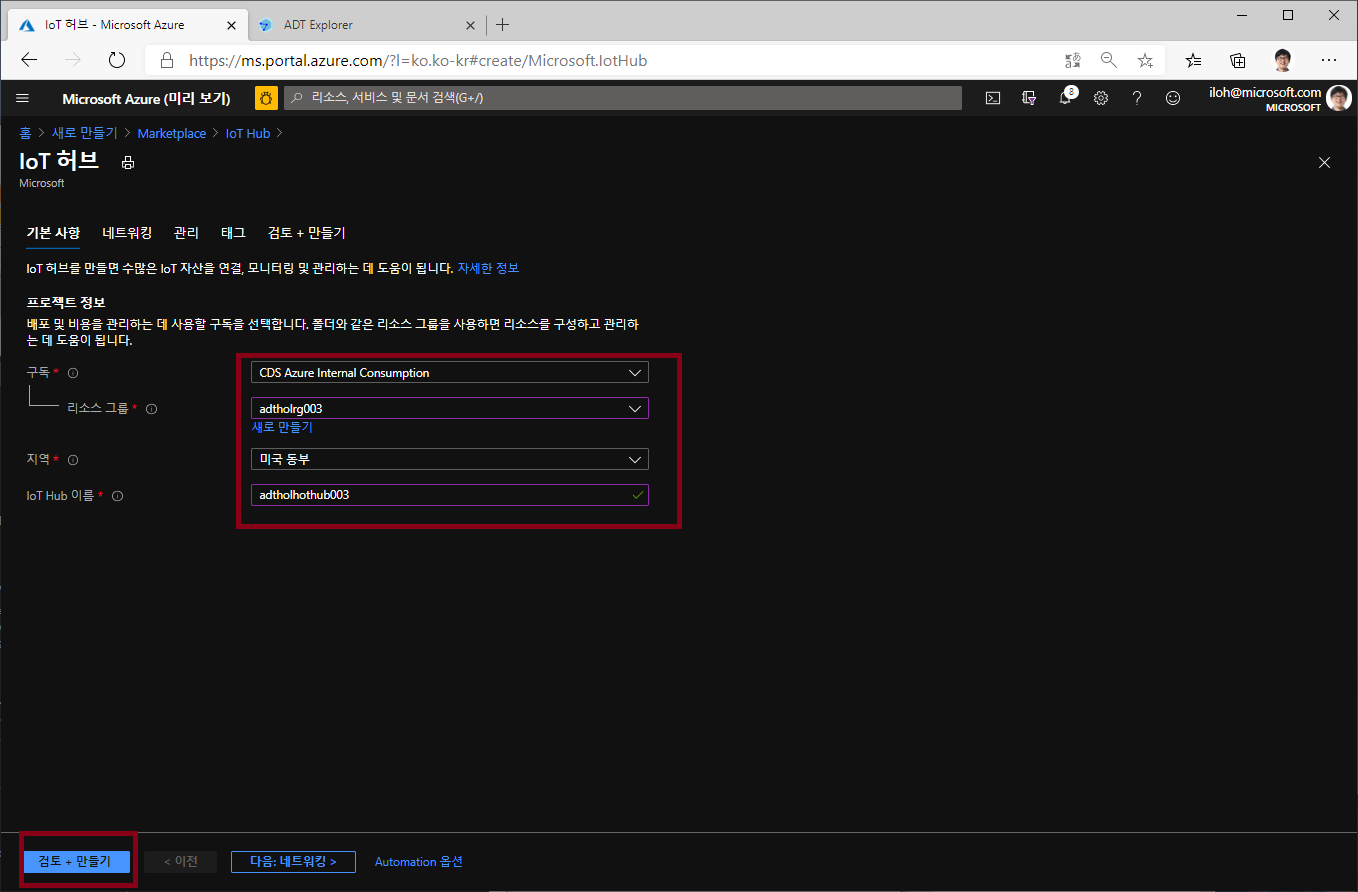 IoT 허브 - Microsoft Azure
ADT Explorer
https://ms.portal.azure.com/?l=ko.ko-kr#create/Microsoft.IotHub
Microsoft Azure (미리 보기)
리소스, 서비스 및 문서 검색(G+/)
3
iloh@microsoft.com
MICROSOFT
홈 > 새로 만들기 > Marketplace > IoT Hub >
IoT 허브
Microsoft
기본 사항 네트워킹 관리 태그 검토 + 만들기
IoT 허브를 만들면 수많은 IoT 자산을 연결, 모니터링 및 관리하는 데 도움이 됩니다. 자세한 정보
프로젝트 정보
배포 및 비용을 관리하는 데 사용할 구독을 선택합니다. 폴더와 같은 리소스 그룹을 사용하면 리소스를 구성하고 관리하
는 데 도움이 됩니다.
구독 * CDS Azure Internal Consumption
리소스 그룹 * adtholrg003
새로 만들기
지역 * 미국 동부
IoT Hub 이름 * adtholhothub003
검토 + 만들기 < 이전 다음: 네트워킹 > Automation 옵션